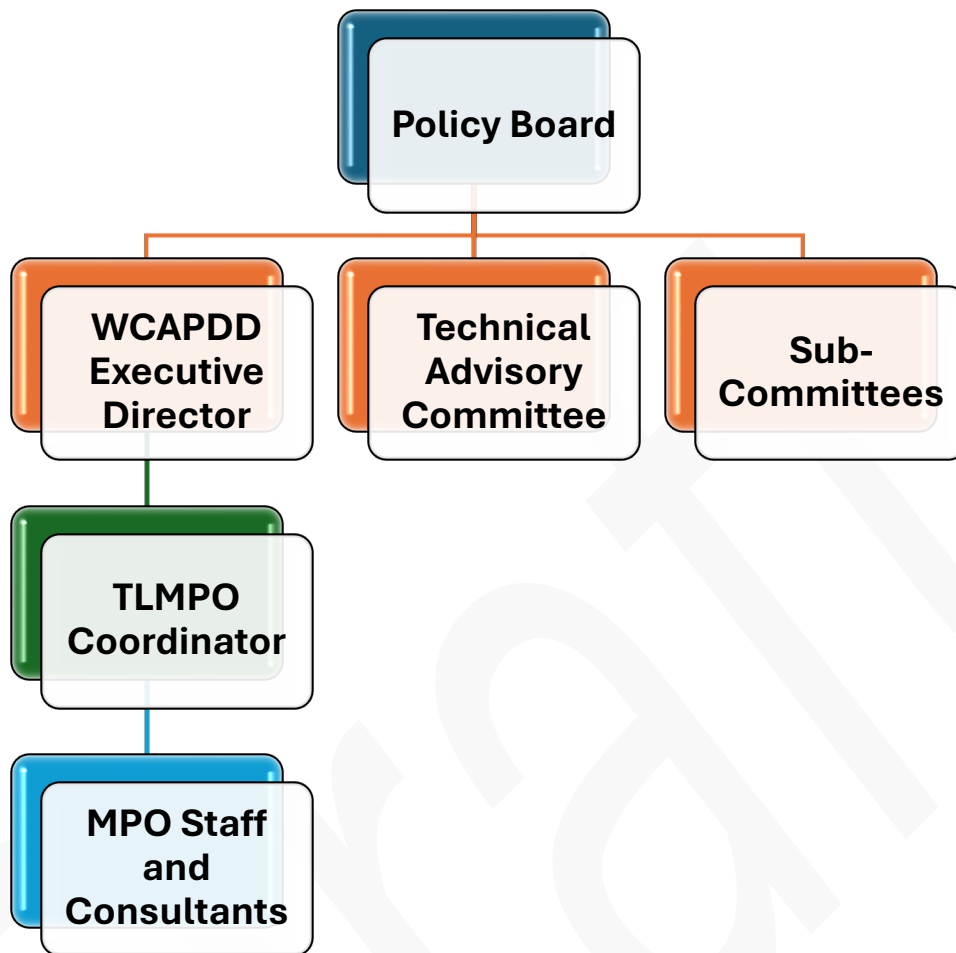 Policy Board
WCAPDD
Executive
Director
Technical
Advisory
Committee
Sub-
Committees
TLMPO
Coordinator
MPO Staff
and
Consultants